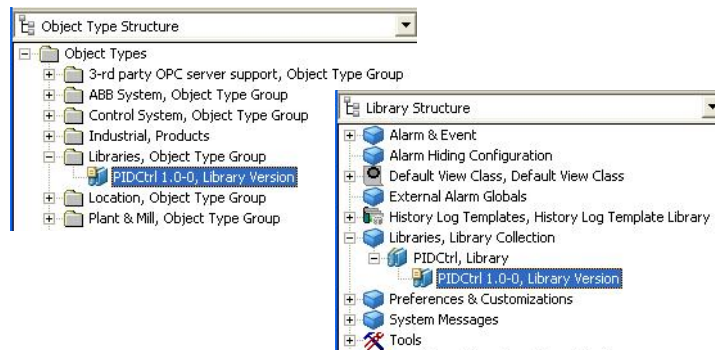 Object Type Structure
Object Types
3-rd party OPC server support, Object Type Group
ABB System, Object Type Group
Control System, Object Type Group
Industrial, Products
Libraries, Object Type Group
PIDCtrl 1.0-0, Library Version
Location, Object Type Group
Plant & Mill, Object Type Group
Library Structure
Alarm & Event
Alarm Hiding Configuration
Default View Class, Default View Class
External Alarm Globals
History Log Templates, History Log Template Library
Libraries, Library Collection
PIDCtrl, Library
PIDCtrl 1.0-0, Library Version
Preferences & Customizations
System Messages
Tools